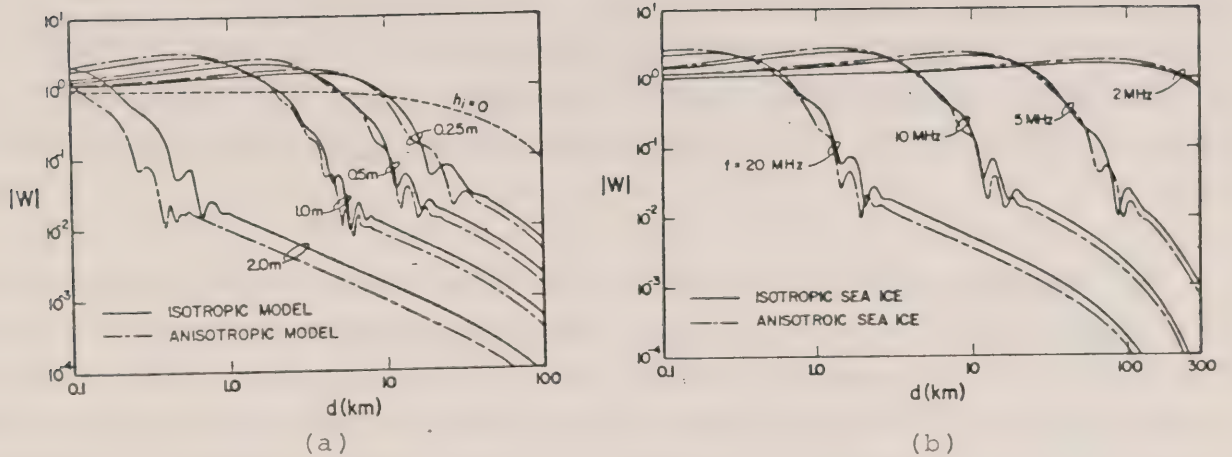 10¹
10⁰
10⁻¹
10⁻²
10⁻³
10⁻⁴
|W|
hᵢ=0
0.25m
0.5m
1.0m
2.0m
ISOTROPIC MODEL
ANISOTROPIC MODEL
0.1
1.0
10
100
d(km)
(a)
10¹
10⁰
10⁻¹
10⁻²
10⁻³
10⁻⁴
|W|
2 MHz
5 MHz
10 MHz
f = 20 MHz
ISOTROPIC SEA ICE
ANISOTROIC SEA ICE
0.1
1.0
10
100
300
d(km)
(b)